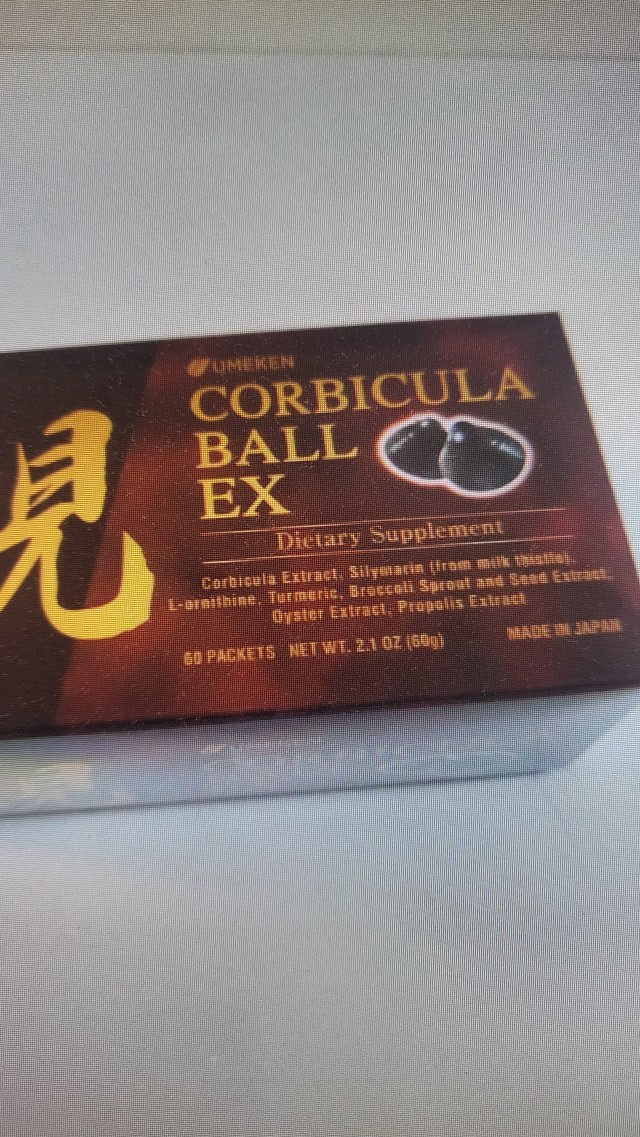 見
UMEKEN
CORBICULA
BALL
EX
Dietary Supplement
Corbicula Extract, Silymarin (from milk thistle),
L-ornithine, Turmeric, Broccoli Sprout and Seed Extract,
Oyster Extract, Propolis Extract
60 PACKETS NET WT. 2.1 OZ (60g)
MADE IN JAPAN